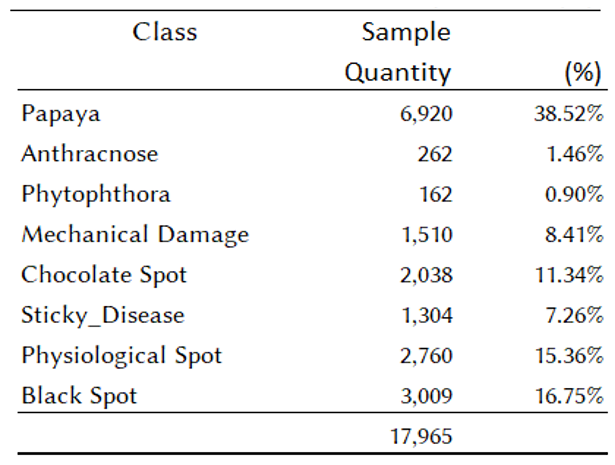 Class Sample
Quantity (%)
Papaya 6,920 38.52%
Anthracnose 262 1.46%
Phytophthora 162 0.90%
Mechanical Damage 1,510 8.41%
Chocolate Spot 2,038 11.34%
Sticky_Disease 1,304 7.26%
Physiological Spot 2,760 15.36%
Black Spot 3,009 16.75%
17,965